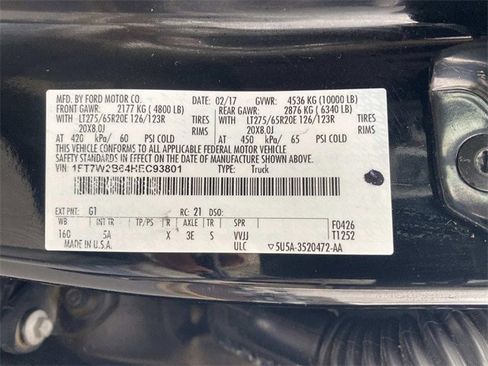 MFD. BY FORD MOTOR CO. 02/17 GVWR: 4536 KG (10000 LB)
FRONT GAWR: 2177 KG (4800 LB) REAR GAWR: 2876 KG (6340 LB)
WITH LT275/65R20E 126/123R TIRES WITH LT275/65R20E 126/123R TIRES
20X8.0J RIMS 20X8.0J RIMS
AT 420 kPa/ 60 PSI COLD AT 450 kPa/ 65 PSI COLD
THIS VEHICLE CONFORMS TO ALL APPLICABLE FEDERAL MOTOR VEHICLE
SAFETY STANDARDS IN EFFECT ON THE DATE OF MANUFACTURE SHOWN ABOVE.
VIN: 1FT7W2B64HEC93801 TYPE: Truck
EXT PNT: G1 RC: 21 DSO:
WB AXLE TR SPR F0426
160 5A X 3E S VVJJ T1252
MADE IN U.S.A. ULC ▽5U5A-3520472-AA